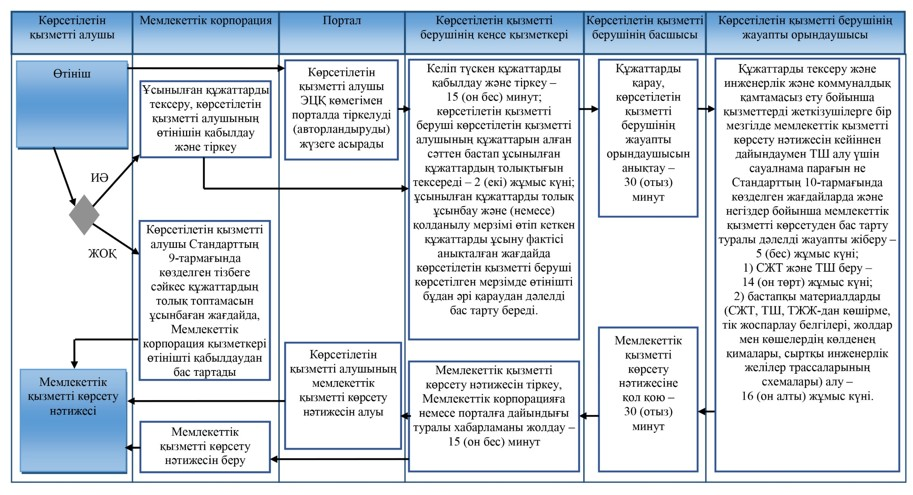 Көрсетілетін
қызметті алушы
Мемлекеттік корпорация
Портал
Көрсетілетін қызметті
берушінің кеңсе қызметкері
Көрсетілетін қызметті
берушінің басшысы
Көрсетілетін қызметті берушінің
жауапты орындаушысы
Өтініш
ИӘ
ЖОҚ
Мемлекеттік
қызметті көрсету
нәтижесі
Ұсынылған құжаттарды
тексеру, көрсетілетін
қызметті алушының
өтінішін қабылдау
және тіркеу
Көрсетілетін қызметті
алушы Стандарттың
9-тармағында
көзделген тізбеге
сәйкес құжаттардың
толық топтамасын
ұсынбаған жағдайда,
Мемлекеттік
корпорация қызметкері
өтінішті қабылдаудан
бас тартады
Мемлекеттік
қызметті көрсету
нәтижесін беру
Көрсетілетін
қызметті алушы
ЭЦҚ көмегімен
порталда тіркелуді
(авторландыруды)
жүзеге асырады
Көрсетілетін
қызметті алушының
мемлекеттік
қызметті көрсету
нәтижесін алуы
Келіп түскен құжаттарды
қабылдау және тіркеу –
15 (он бес) минут;
көрсетілетін қызметті
беруші көрсетілетін қызметті
алушының құжаттарын алған
сәттен бастап ұсынылған
құжаттардың толықтығын
тексереді – 2 (екі) жұмыс күні;
ұсынылған құжаттарды толық
ұсынбау және (немесе)
қолданылу мерзімі өтіп кеткен
құжаттарды ұсыну фактісі
анықталған жағдайда
көрсетілетін қызметті беруші
көрсетілген мерзімде өтінішті
бұдан әрі қараудан дәлелді
бас тарту береді.
Мемлекеттік қызметті
көрсету нәтижесін тіркеу,
Мемлекеттік корпорацияға
немесе порталға дайындығы
туралы хабарламаны жолдау –
15 (он бес) минут
Құжаттарды
қарау,
көрсетілетін
қызметті
берушінің
жауапты
орындаушысын
анықтау –
30 (отыз)
минут
Мемлекеттік
қызметті
көрсету
нәтижесіне
қол қою –
30 (отыз)
минут
Құжаттарды тексеру және
инженерлік және коммуналдық
қамтамасыз ету бойынша
қызметтерді жеткізушілерге бір
мезгілде мемлекеттік қызметті
көрсету нәтижесін кейіннен
дайындаумен ТШ алу үшін
сауалнама парағын не
Стандарттың 10-тармағында
көзделген жағдайларда және
негіздер бойынша мемлекеттік
қызметті көрсетуден бас тарту
туралы дәлелді жауапты жіберу –
5 (бес) жұмыс күні;
1) СЖТ және ТШ беру –
14 (он төрт) жұмыс күні;
2) бастапқы материалдарды
(СЖТ, ТШ, ТЖЖ-дан көшірме,
тік жоспарлау белгілері, жолдар
мен көшелердің көлденең
қималары, сыртқы инженерлік
желілер трассаларының
схемалары) алу –
16 (он алты) жұмыс күні.